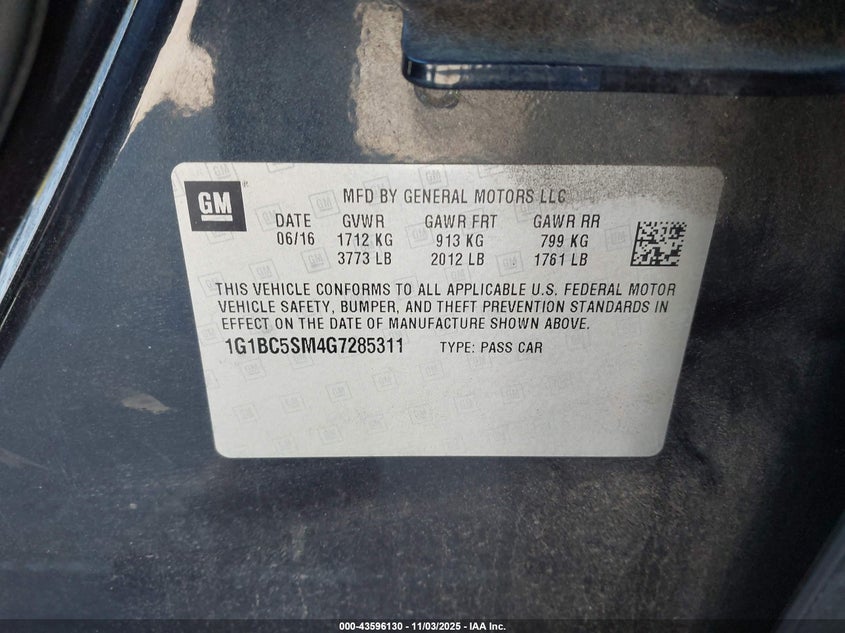 GM ®
MFD BY GENERAL MOTORS LLC
DATE GVWR GAWR FRT GAWR RR
06/16 1712 KG 913 KG 799 KG
3773 LB 2012 LB 1761 LB
THIS VEHICLE CONFORMS TO ALL APPLICABLE U.S. FEDERAL MOTOR
VEHICLE SAFETY, BUMPER, AND THEFT PREVENTION STANDARDS IN
EFFECT ON THE DATE OF MANUFACTURE SHOWN ABOVE.
1G1BC5SM4G7285311 TYPE: PASS CAR
000-43596130 - 11/03/2025 - IAA Inc.